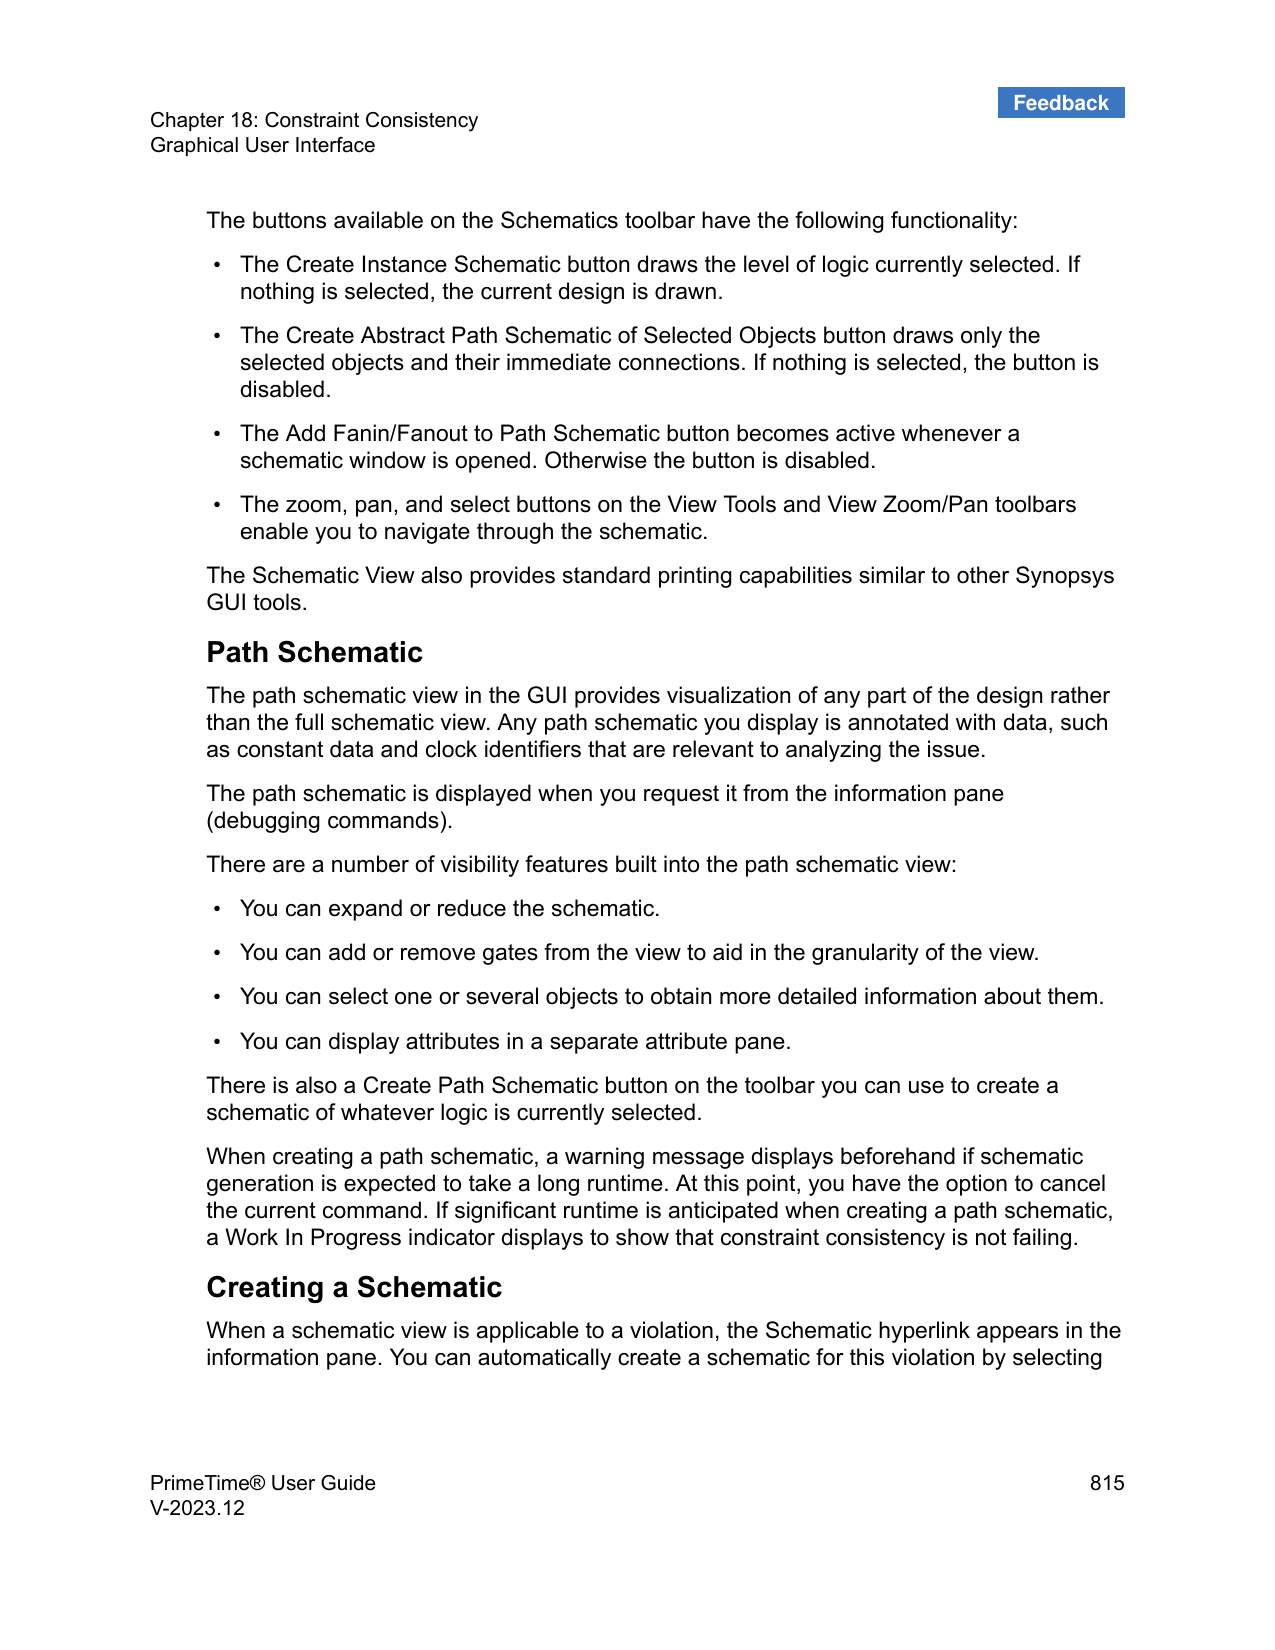 Feedback
Chapter 18: Constraint Consistency
Graphical User Interface
The buttons available on the Schematics toolbar have the following functionality:
• The Create Instance Schematic button draws the level of logic currently selected. If
nothing is selected, the current design is drawn.
• The Create Abstract Path Schematic of Selected Objects button draws only the
selected objects and their immediate connections. If nothing is selected, the button is
disabled.
• The Add Fanin/Fanout to Path Schematic button becomes active whenever a
schematic window is opened. Otherwise the button is disabled.
• The zoom, pan, and select buttons on the View Tools and View Zoom/Pan toolbars
enable you to navigate through the schematic.
The Schematic View also provides standard printing capabilities similar to other Synopsys
GUI tools.
Path Schematic
The path schematic view in the GUI provides visualization of any part of the design rather
than the full schematic view. Any path schematic you display is annotated with data, such
as constant data and clock identifiers that are relevant to analyzing the issue.
The path schematic is displayed when you request it from the information pane
(debugging commands).
There are a number of visibility features built into the path schematic view:
• You can expand or reduce the schematic.
• You can add or remove gates from the view to aid in the granularity of the view.
• You can select one or several objects to obtain more detailed information about them.
• You can display attributes in a separate attribute pane.
There is also a Create Path Schematic button on the toolbar you can use to create a
schematic of whatever logic is currently selected.
When creating a path schematic, a warning message displays beforehand if schematic
generation is expected to take a long runtime. At this point, you have the option to cancel
the current command. If significant runtime is anticipated when creating a path schematic,
a Work In Progress indicator displays to show that constraint consistency is not failing.
Creating a Schematic
When a schematic view is applicable to a violation, the Schematic hyperlink appears in the
information pane. You can automatically create a schematic for this violation by selecting
PrimeTime® User Guide 815
V-2023.12